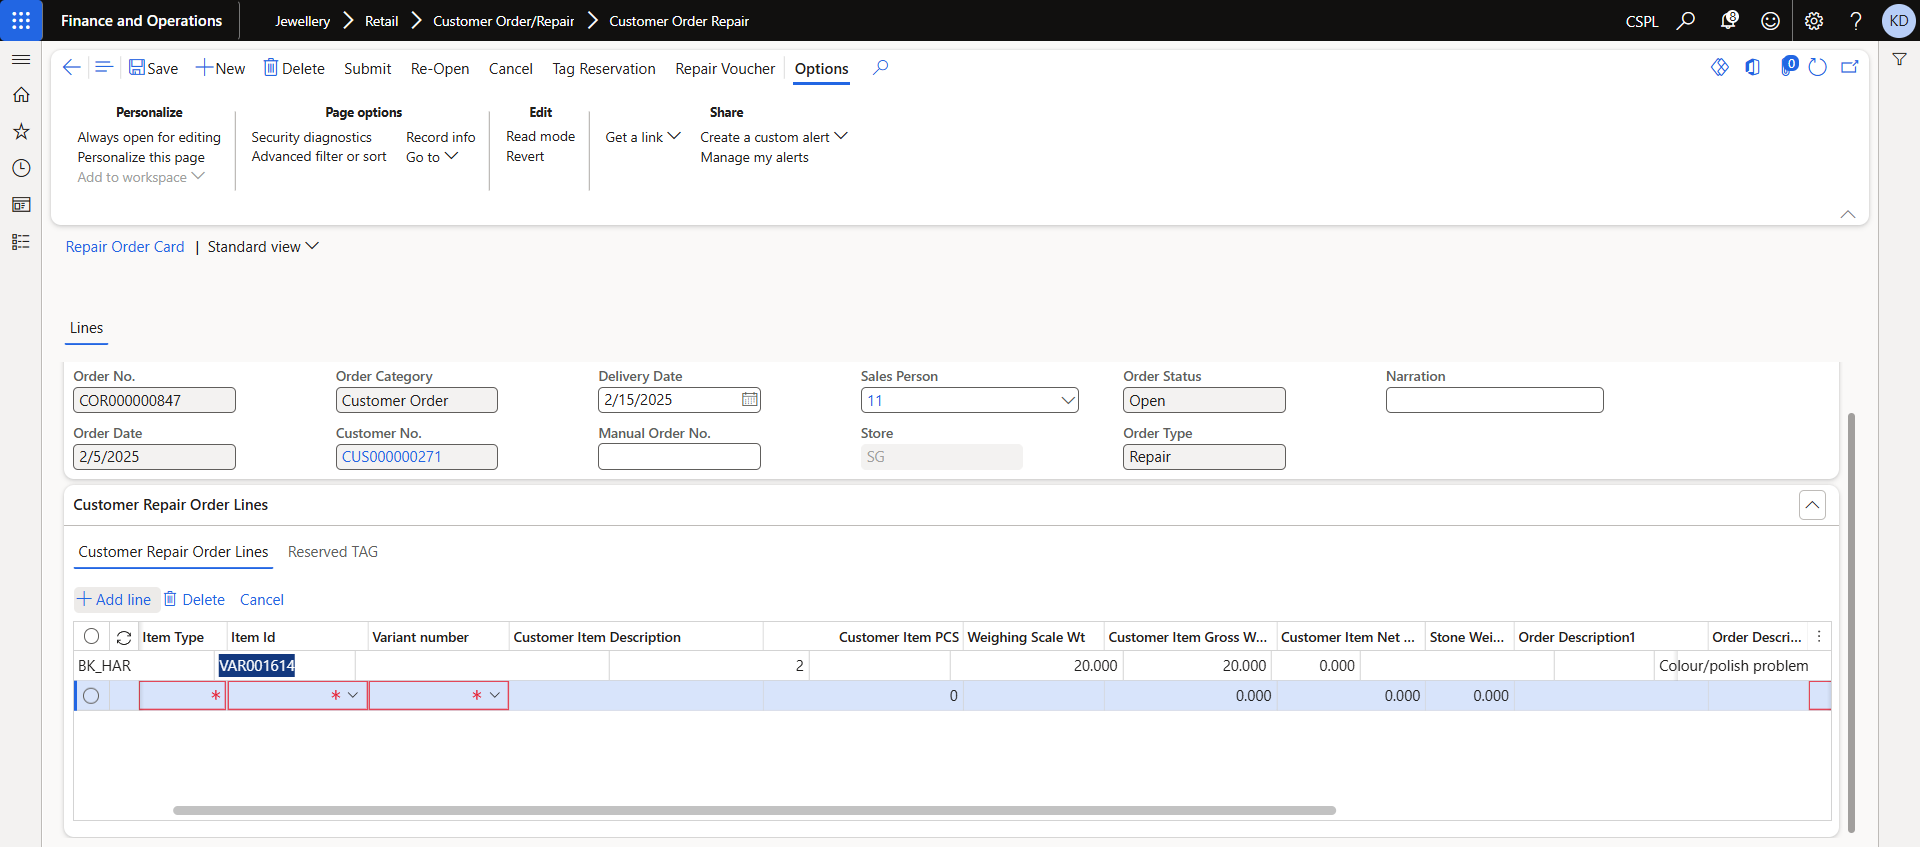 Finance and Operations
Jewellery
Retail
Customer Order/Repair
Customer Order Repair
CSPL
8
?
KD
Save
New
Delete
Submit
Re-Open
Cancel
Tag Reservation
Repair Voucher
Options
0
Personalize
Always open for editing
Personalize this page
Add to workspace
Page options
Security diagnostics
Advanced filter or sort
Record info
Go to
Edit
Read mode
Revert
Get a link
Share
Create a custom alert
Manage my alerts
Repair Order Card | Standard view
Lines
Order No.
COR000000847
Order Category
Customer Order
Delivery Date
2/15/2025
Sales Person
11
Order Status
Open
Narration
Order Date
2/5/2025
Customer No.
CUS000000271
Manual Order No.
Store
SG
Order Type
Repair
Customer Repair Order Lines
Customer Repair Order Lines
Reserved TAG
Add line
Delete
Cancel
Item Type Item Id Variant number Customer Item Description Customer Item PCS Weighing Scale Wt Customer Item Gross W... Customer Item Net ... Stone Wei... Order Description1 Order Descri...
BK_HAR VAR001614 2 20.000 20.000 0.000 Colour/polish problem
* * * 0 0.000 0.000 0.000